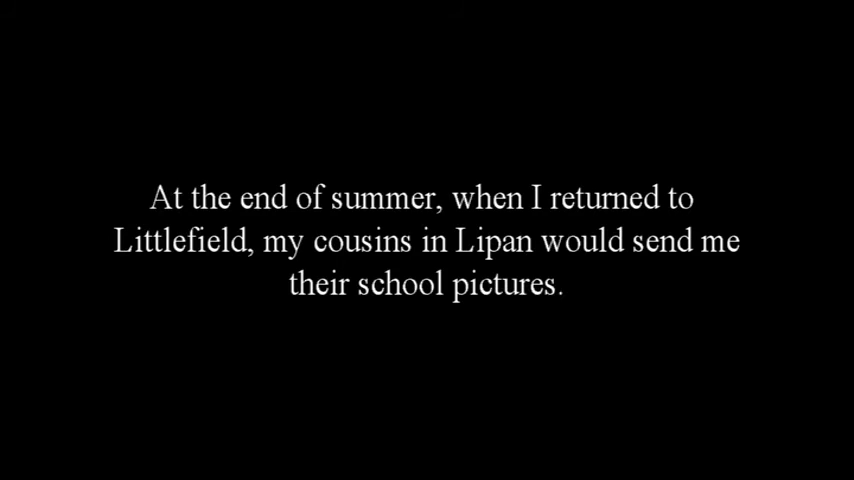 At the end of summer, when I returned to
Littlefield, my cousins in Lipan would send me
their school pictures.